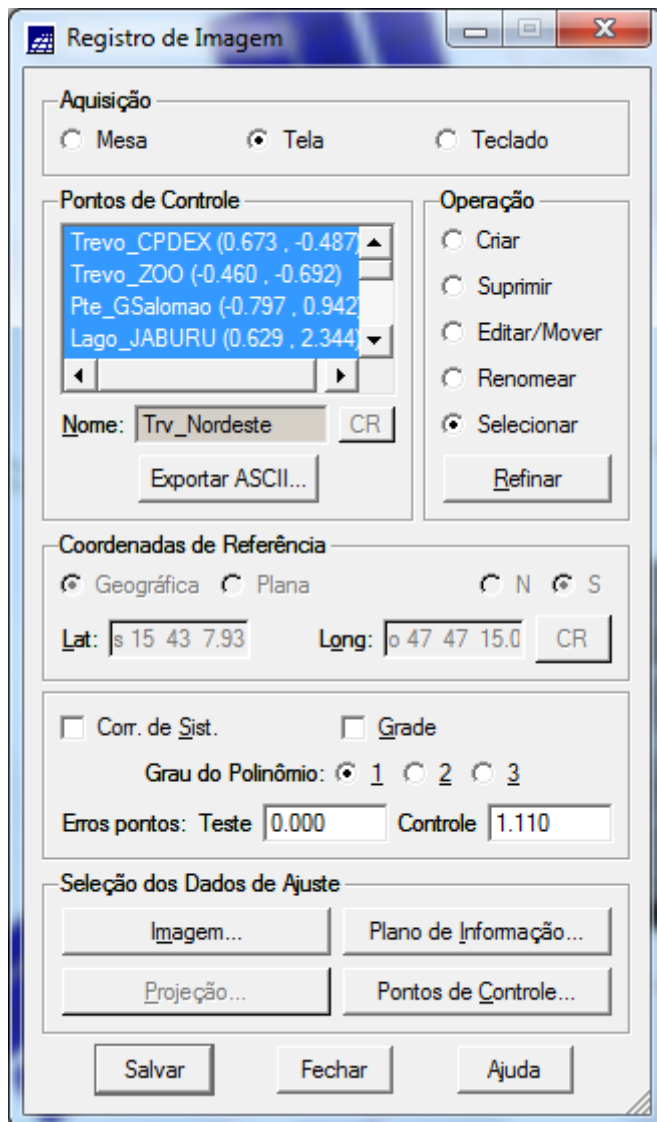 Registro de Imagem
Aquisição
Mesa Tela Teclado
Pontos de Controle
Trevo_CPDEX (0.673 , -0.487)
Trevo_ZOO (-0.460 , -0.692)
Pte_GSalomao (-0.797 , 0.942)
Lago_JABURU (0.629 , 2.344)
Nome: Trv_Nordeste CR
Exportar ASCII...
Operação
Criar
Suprimir
Editar/Mover
Renomear
Selecionar
Refinar
Coordenadas de Referência
Geográfica Plana N S
Lat: s 15 43 7.93 Long: o 47 47 15.0 CR
Corr. de Sist. Grade
Grau do Polinômio: 1 2 3
Erros pontos: Teste 0.000 Controle 1.110
Seleção dos Dados de Ajuste
Imagem... Plano de Informação...
Projeção... Pontos de Controle...
Salvar Fechar Ajuda